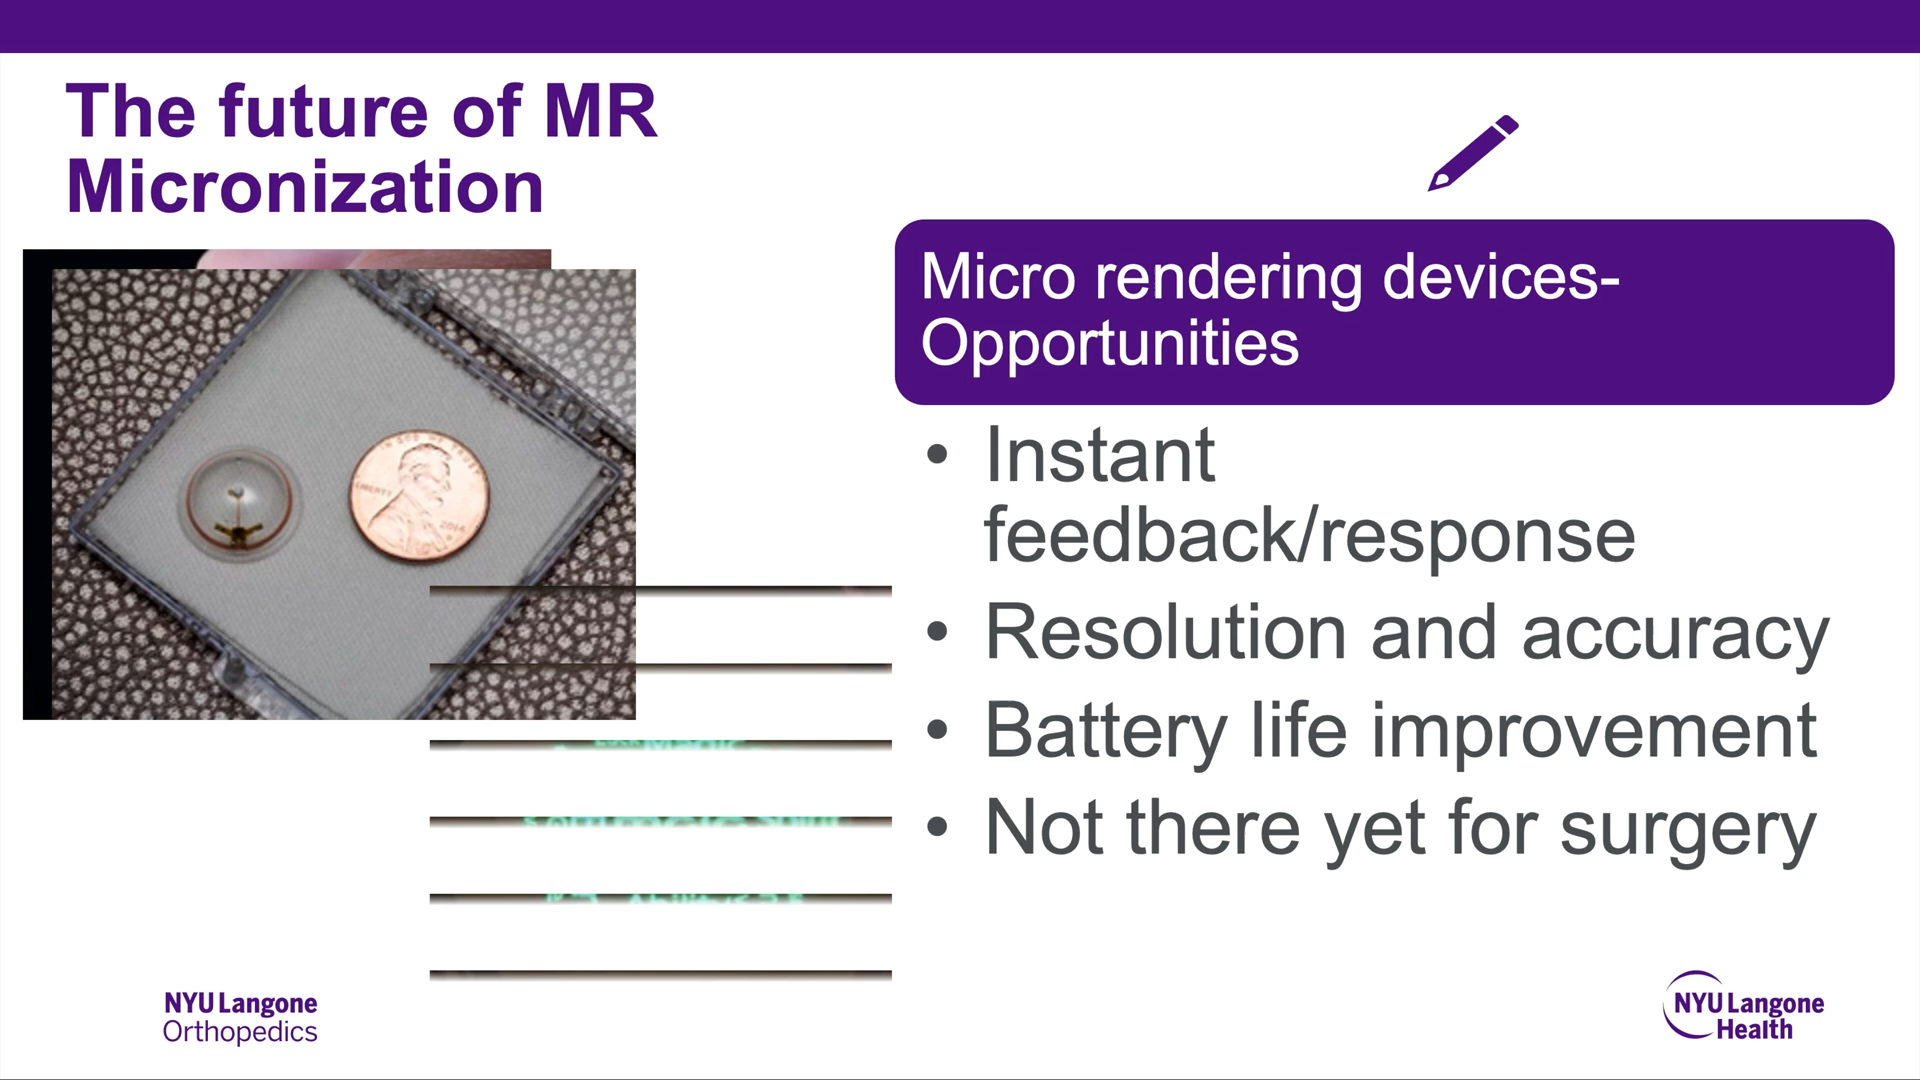 The future of MR
Micronization
Micro rendering devices-
Opportunities
• Instant
feedback/response
• Resolution and accuracy
• Battery life improvement
• Not there yet for surgery
LIBERTY
NYU Langone
Orthopedics
NYU Langone
Health